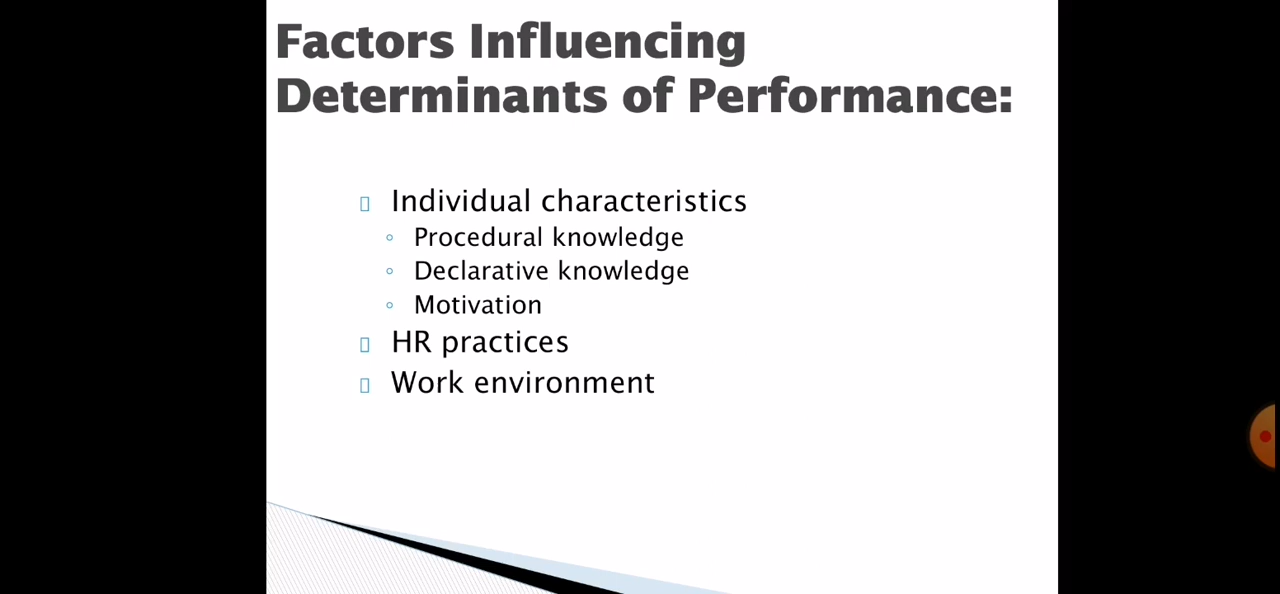 Factors Influencing
Determinants of Performance:
Individual characteristics
Procedural knowledge
Declarative knowledge
Motivation
HR practices
Work environment